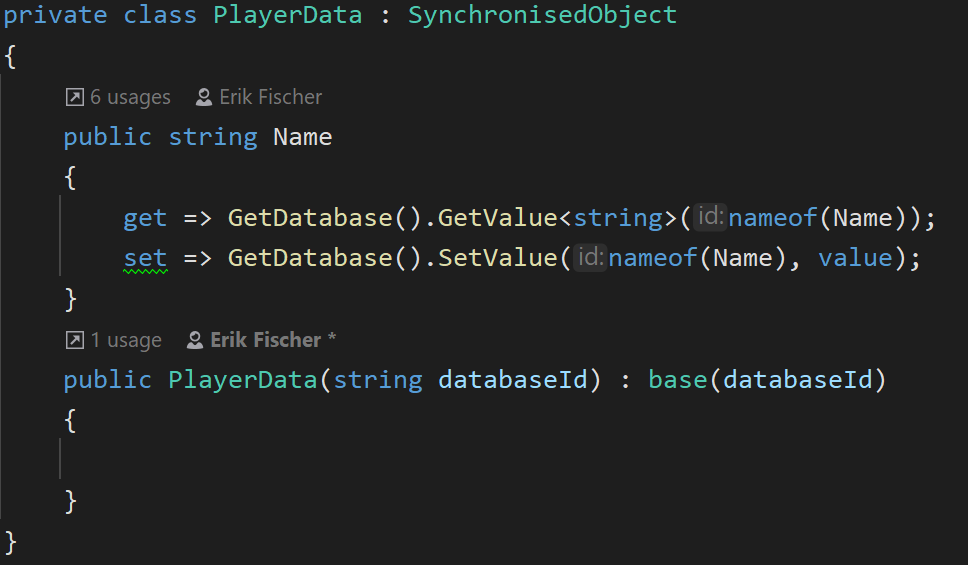 private class PlayerData : SynchronisedObject
{
6 usages Erik Fischer
public string Name
{
get => GetDatabase().GetValue<string>(id:nameof(Name));
set => GetDatabase().SetValue(id:nameof(Name), value);
}
1 usage Erik Fischer *
public PlayerData(string databaseId) : base(databaseId)
{
}
}